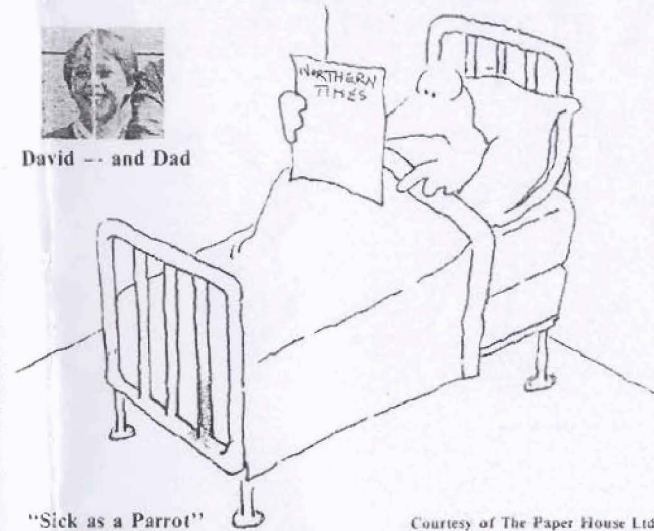 NORTHERN
TIMES
David -- and Dad
"Sick as a Parrot"
Courtesy of The Paper House Ltd